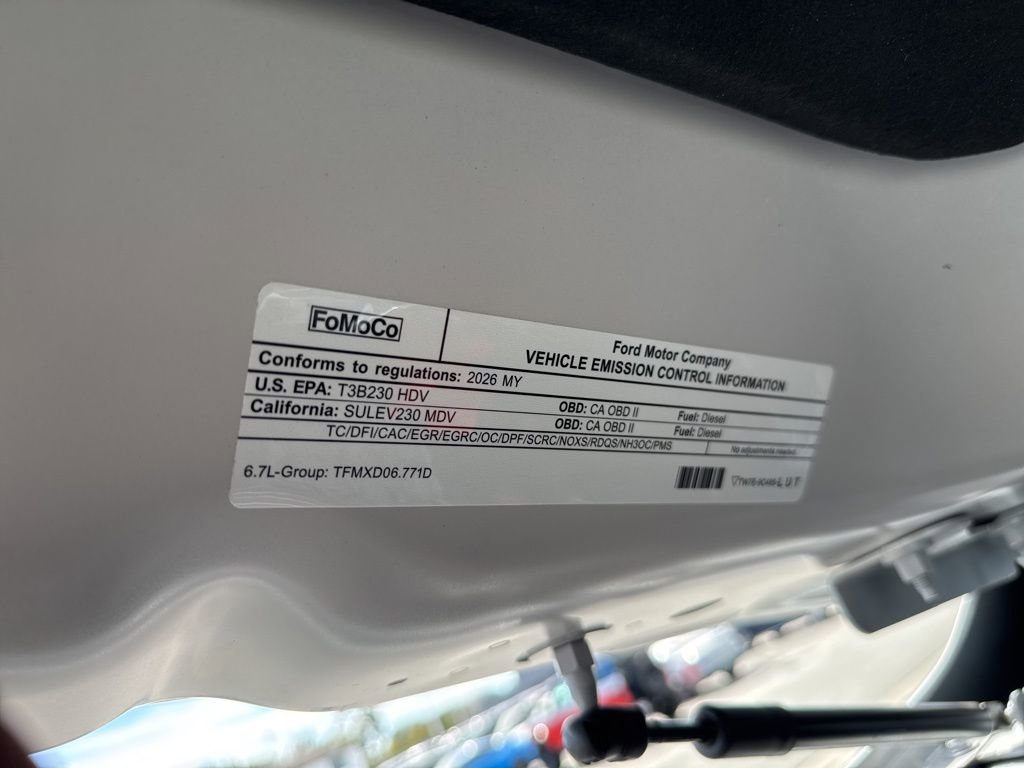 FoMoCo
Ford Motor Company
VEHICLE EMISSION CONTROL INFORMATION
Conforms to regulations: 2026 MY
U.S. EPA: T3B230 HDV OBD: CA OBD II Fuel: Diesel
California: SULEV230 MDV OBD: CA OBD II Fuel: Diesel
TC/DFI/CAC/EGR/EGRC/OC/DPF/SCRC/NOXS/RDQS/NH3OC/PMS No adjustments needed.
6.7L-Group: TFMXD06.771D